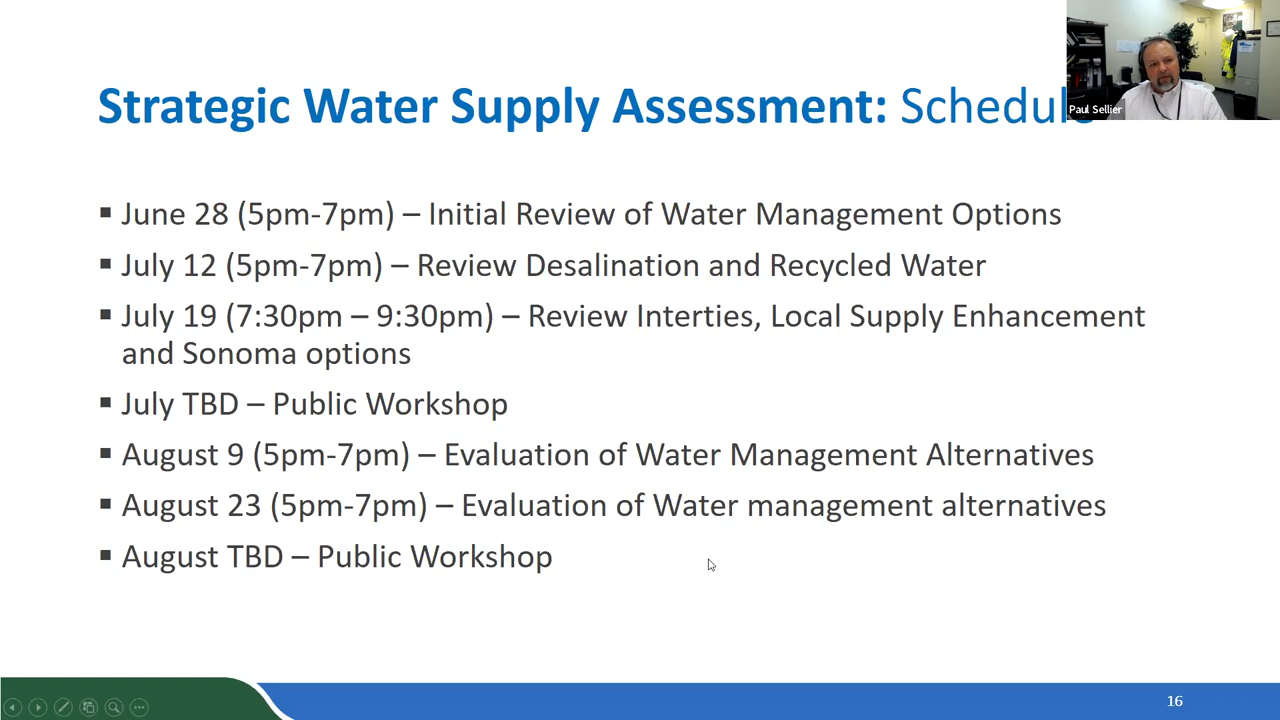 Strategic Water Supply Assessment: Schedule
Paul Sellier
▪ June 28 (5pm-7pm) – Initial Review of Water Management Options
▪ July 12 (5pm-7pm) – Review Desalination and Recycled Water
▪ July 19 (7:30pm – 9:30pm) – Review Interties, Local Supply Enhancement
and Sonoma options
▪ July TBD – Public Workshop
▪ August 9 (5pm-7pm) – Evaluation of Water Management Alternatives
▪ August 23 (5pm-7pm) – Evaluation of Water management alternatives
▪ August TBD – Public Workshop
16